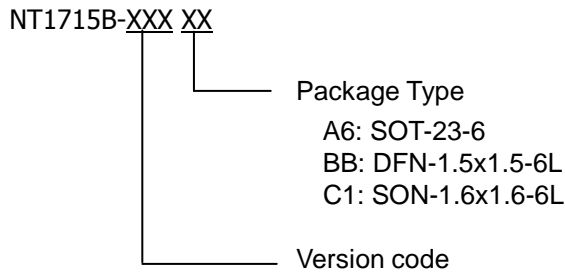 NT1715B-XXX XX
Package Type
A6: SOT-23-6
BB: DFN-1.5x1.5-6L
C1: SON-1.6x1.6-6L
Version code